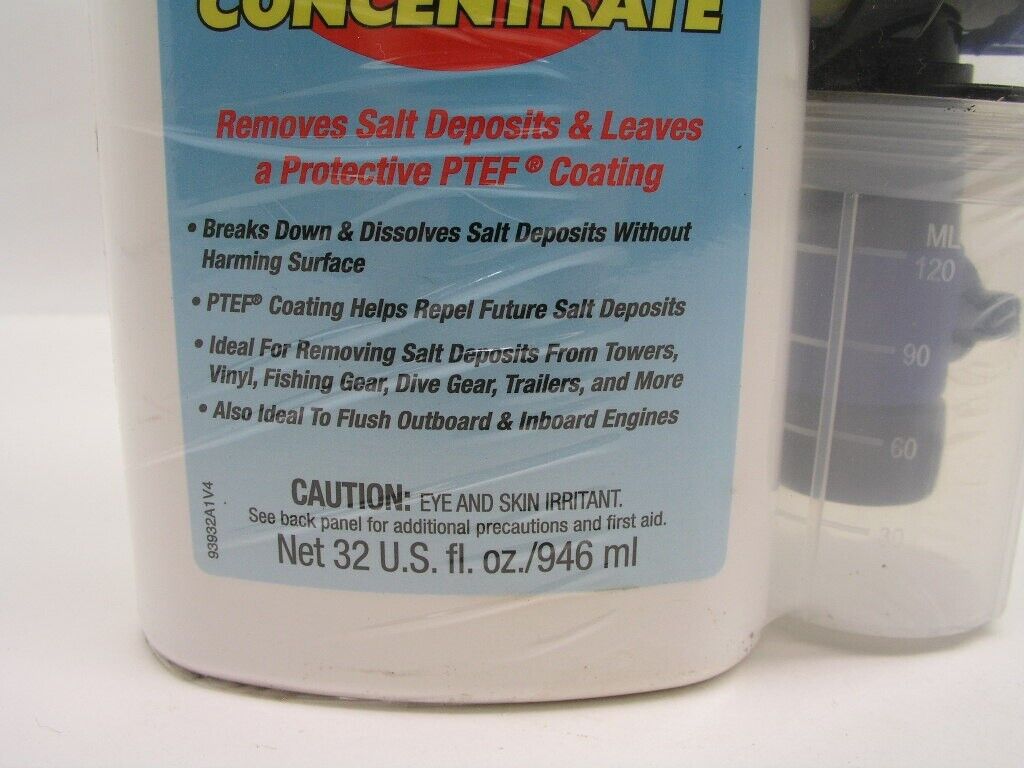 CONCENTRATE
Removes Salt Deposits & Leaves
a Protective PTEF® Coating
• Breaks Down & Dissolves Salt Deposits Without
Harming Surface
• PTEF® Coating Helps Repel Future Salt Deposits
• Ideal For Removing Salt Deposits From Towers,
Vinyl, Fishing Gear, Dive Gear, Trailers, and More
• Also Ideal To Flush Outboard & Inboard Engines
CAUTION: EYE AND SKIN IRRITANT.
See back panel for additional precautions and first aid.
Net 32 U.S. fl. oz./946 ml
93932A1V4
ML
120
90
60
30